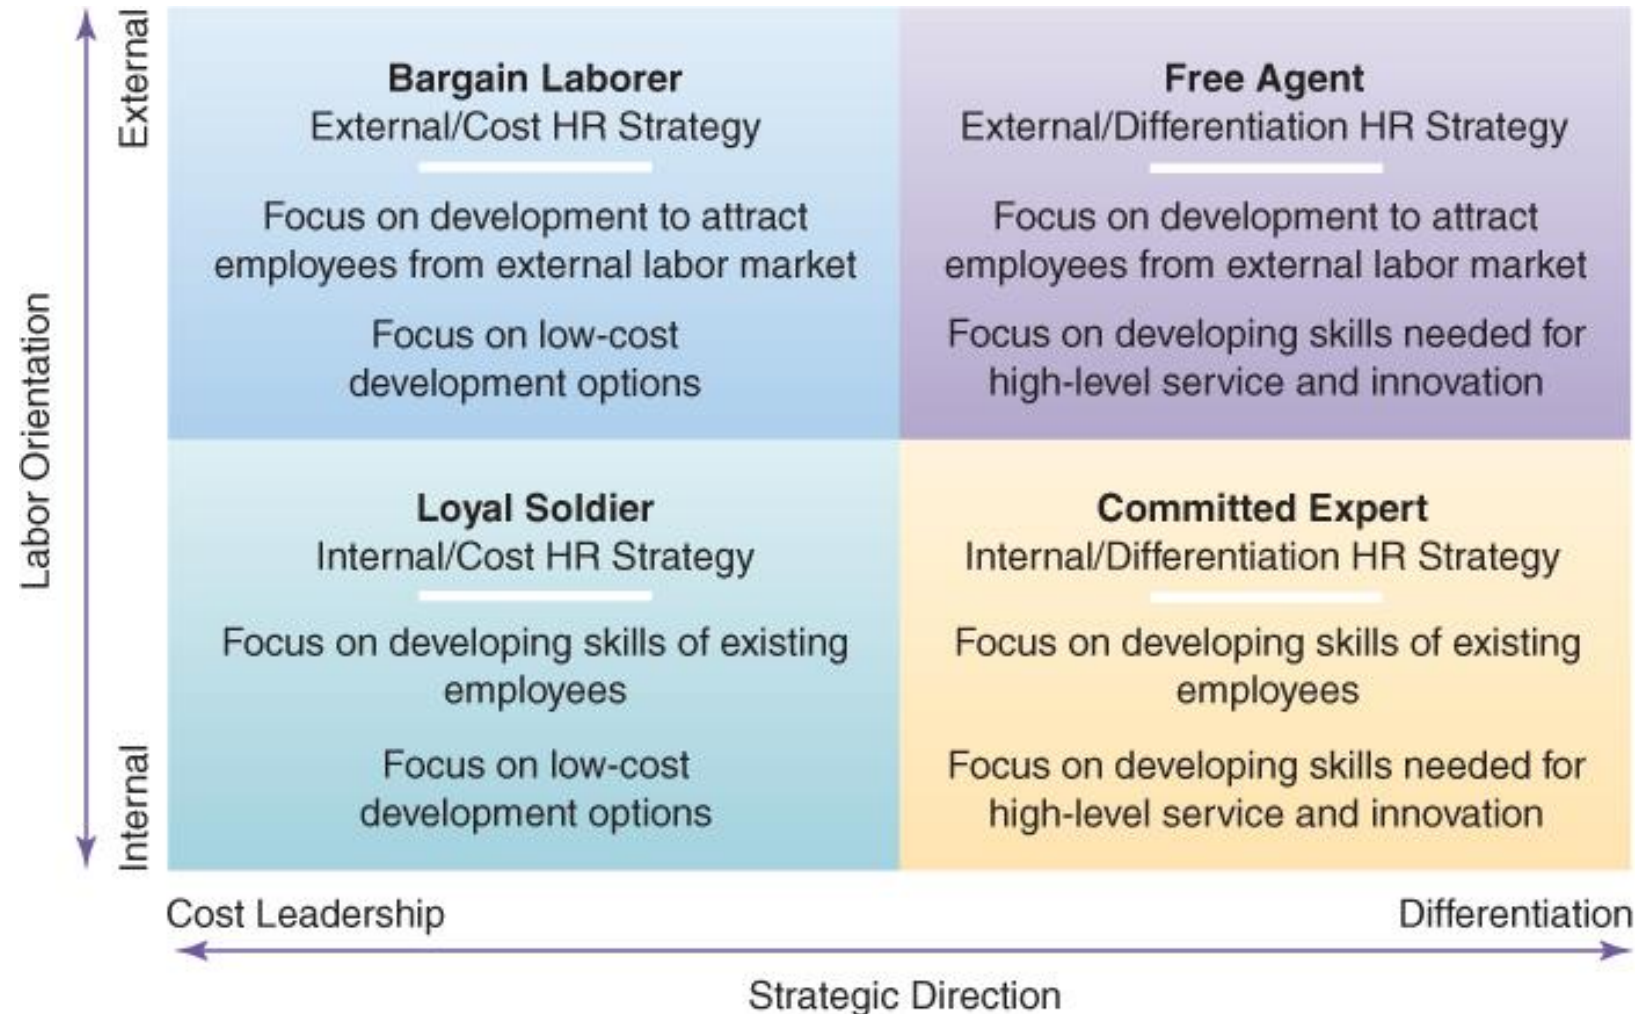 External
Bargain Laborer
External/Cost HR Strategy
Focus on development to attract
employees from external labor market
Focus on low-cost
development options
Free Agent
External/Differentiation HR Strategy
Focus on development to attract
employees from external labor market
Focus on developing skills needed for
high-level service and innovation
Labor Orientation
Loyal Soldier
Internal/Cost HR Strategy
Focus on developing skills of existing
employees
Focus on low-cost
development options
Committed Expert
Internal/Differentiation HR Strategy
Focus on developing skills of existing
employees
Focus on developing skills needed for
high-level service and innovation
Internal
Cost Leadership
Differentiation
Strategic Direction